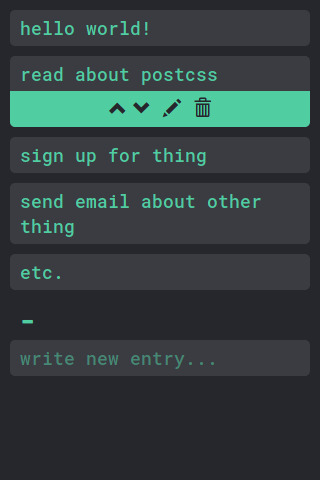 hello world!
read about postcss
sign up for thing
send email about other
thing
etc.
write new entry...